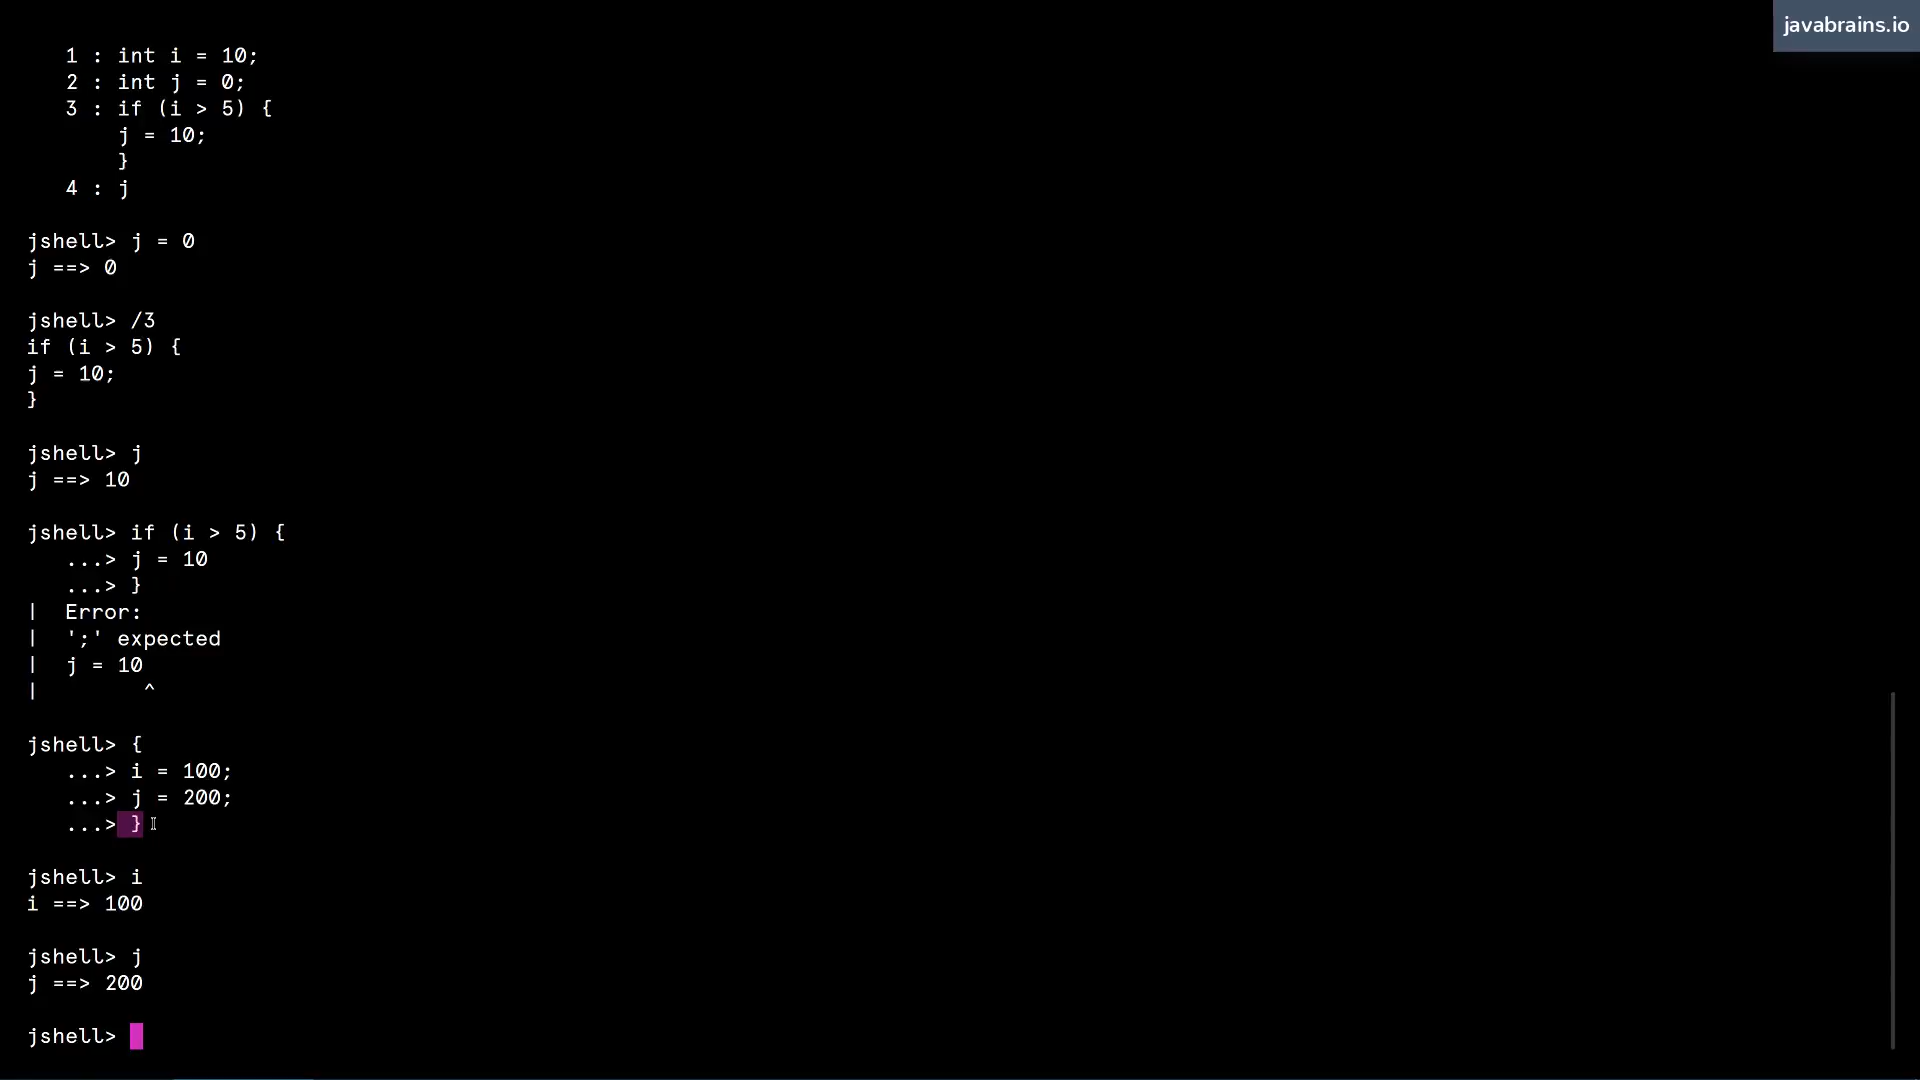 javabrains.io
1 : int i = 10;
2 : int j = 0;
3 : if (i > 5) {
j = 10;
}
4 : j
jshell> j = 0
j ==> 0
jshell> /3
if (i > 5) {
j = 10;
}
jshell> j
j ==> 10
jshell> if (i > 5) {
...> j = 10
...> }
| Error:
| ';' expected
| j = 10
| ^
jshell> {
...> i = 100;
...> j = 200;
...> }
jshell> i
i ==> 100
jshell> j
j ==> 200
jshell>